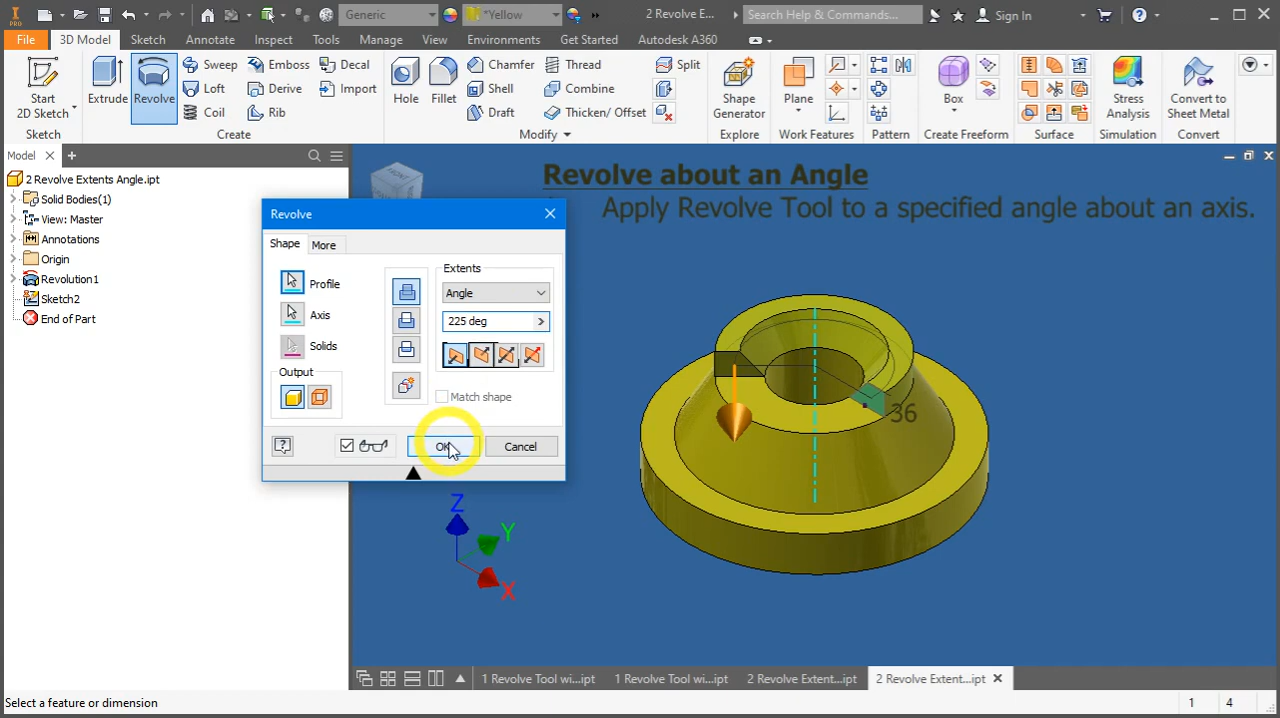 PRO
Generic
*Yellow
2 Revolve E...
Search Help & Commands...
Sign In
File
3D Model
Sketch
Annotate
Inspect
Tools
Manage
View
Environments
Get Started
Autodesk A360
Start
2D Sketch
Extrude
Revolve
Sweep
Loft
Coil
Emboss
Derive
Rib
Decal
Import
Hole
Fillet
Chamfer
Shell
Draft
Thread
Combine
Thicken/ Offset
Split
Shape
Generator
Plane
Box
Stress
Analysis
Convert to
Sheet Metal
Sketch
Create
Modify
Explore
Work Features
Pattern
Create Freeform
Surface
Simulation
Convert
Model
2 Revolve Extents Angle.ipt
Solid Bodies(1)
View: Master
Annotations
Origin
Revolution1
Sketch2
End of Part
Revolve about an Angle
Apply Revolve Tool to a specified angle about an axis.
Revolve
Shape
More
Profile
Axis
Solids
Output
Extents
Angle
225 deg
Match shape
OK
Cancel
36
Z
Y
X
1 Revolve Tool wi...ipt
1 Revolve Tool wi...ipt
2 Revolve Extent...ipt
2 Revolve Extent...ipt
Select a feature or dimension
1
4